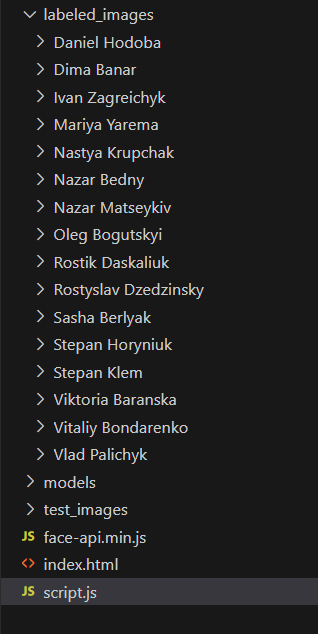 labeled_images
Daniel Hodoba
Dima Banar
Ivan Zagreichyk
Mariya Yarema
Nastya Krupchak
Nazar Bedny
Nazar Matseykiv
Oleg Bogutskyi
Rostik Daskaliuk
Rostyslav Dzedzinsky
Sasha Berlyak
Stepan Horyniuk
Stepan Klem
Viktoria Baranska
Vitaliy Bondarenko
Vlad Palichyk
models
test_images
JS face-api.min.js
<> index.html
JS script.js